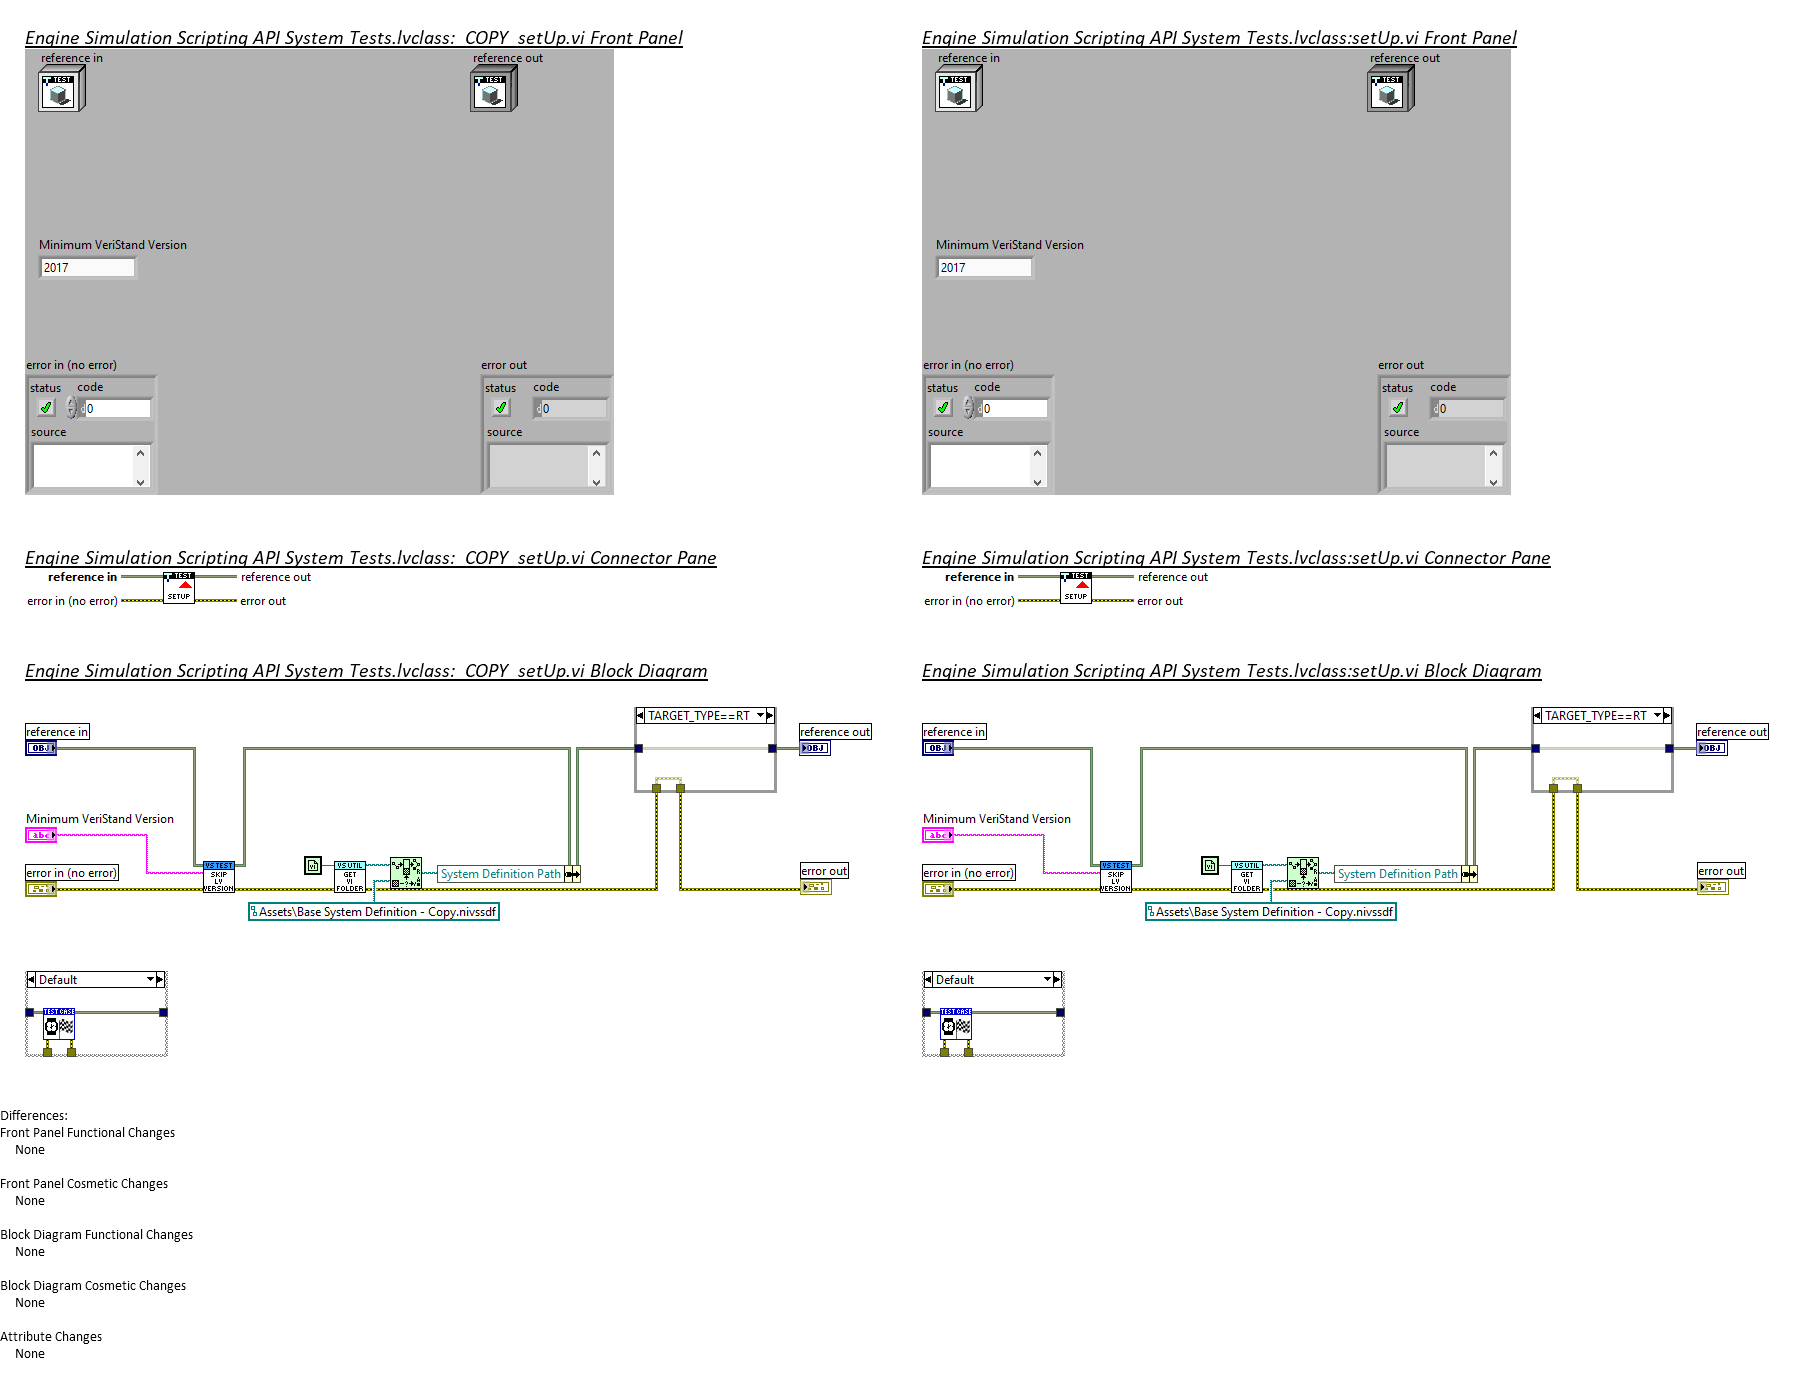 Engine Simulation Scripting API System Tests.lvclass:_COPY_setUp.vi Front Panel
reference in
reference out
TEST
TEST
Minimum VeriStand Version
2017
error in (no error)
error out
status code
status code
d 0
d 0
source
source
Engine Simulation Scripting API System Tests.lvclass:_COPY_setUp.vi Connector Pane
reference in
TEST
SETUP
reference out
error in (no error)
error out
Engine Simulation Scripting API System Tests.lvclass:_COPY_setUp.vi Block Diagram
TARGET_TYPE==RT
reference in
OBJ
reference out
OBJ
Minimum VeriStand Version
abc
error in (no error)
VS TEST
SKIP
LV
VERSION
VI
VS UTIL
GET
VI
FOLDER
System Definition Path
error out
Assets\Base System Definition - Copy.nivssdf
Default
TEST CASE
Engine Simulation Scripting API System Tests.lvclass:setUp.vi Front Panel
reference in
reference out
TEST
TEST
Minimum VeriStand Version
2017
error in (no error)
error out
status code
status code
d 0
d 0
source
source
Engine Simulation Scripting API System Tests.lvclass:setUp.vi Connector Pane
reference in
TEST
SETUP
reference out
error in (no error)
error out
Engine Simulation Scripting API System Tests.lvclass:setUp.vi Block Diagram
TARGET_TYPE==RT
reference in
OBJ
reference out
OBJ
Minimum VeriStand Version
abc
error in (no error)
VS TEST
SKIP
LV
VERSION
VI
VS UTIL
GET
VI
FOLDER
System Definition Path
error out
Assets\Base System Definition - Copy.nivssdf
Default
TEST CASE
Differences:
Front Panel Functional Changes
None
Front Panel Cosmetic Changes
None
Block Diagram Functional Changes
None
Block Diagram Cosmetic Changes
None
Attribute Changes
None